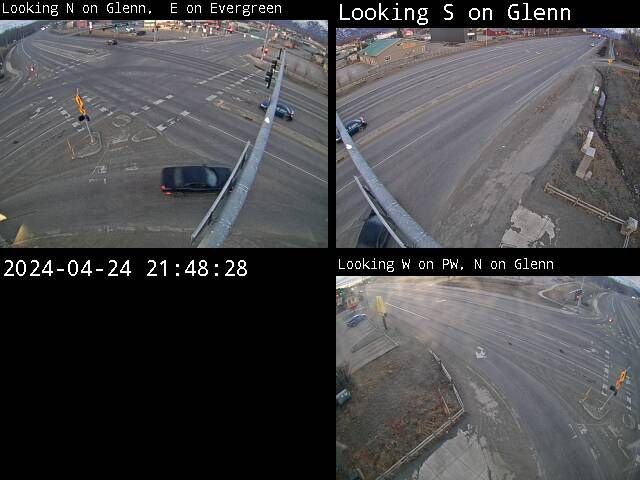 Looking N on Glenn,  E on Evergreen
Looking S on Glenn
2024-04-24 21:48:28
Looking W on PW, N on Glenn